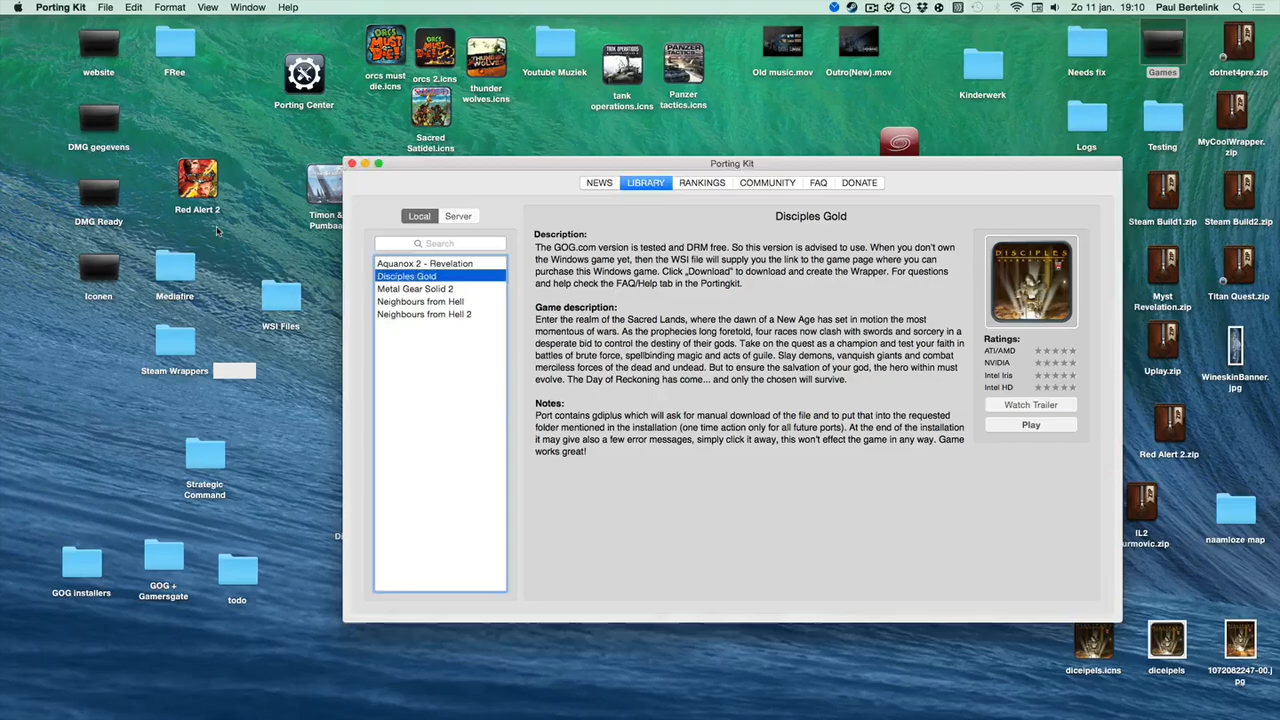 Porting Kit File Edit Format View Window Help
Zo 11 jan. 19:10 Paul Bertelink
website
FRee
Porting Center
orcs must
die.icns
orcs 2.icns
thunder
wolves.icns
Youtube Muziek
tank
operations.icns
Panzer
tactics.icns
Old music.mov
Outro(New).mov
Kinderwerk
Needs fix
Games
dotnet4pre.zip
Sacred
Satidel.icns
DMG gegevens
Logs
Testing
MyCoolWrapper.
zip
Red Alert 2
Timon &
Pumbaa
DMG Ready
Steam Build1.zip
Steam Build2.zip
Iconen
Mediafire
WSI Files
Myst
Revelation.zip
Titan Quest.zip
Steam Wrappers
Uplay.zip
WineskinBanner.
jpg
Strategic
Command
Red Alert 2.zip
IL2
urmovic.zip
naamloze map
GOG installers
GOG +
Gamersgate
todo
diceipels.icns
diceipels
1072082247-00.j
pg
Porting Kit
NEWS LIBRARY RANKINGS COMMUNITY FAQ DONATE
Local Server
Search
Aquanox 2 - Revelation
Disciples Gold
Metal Gear Solid 2
Neighbours from Hell
Neighbours from Hell 2
Disciples Gold
Description:
The GOG.com version is tested and DRM free. So this version is advised to use. When you don't own
the Windows game yet, then the WSI file will supply you the link to the game page where you can
purchase this Windows game. Click „Download" to download and create the Wrapper. For questions
and help check the FAQ/Help tab in the Portingkit.
Game description:
Enter the realm of the Sacred Lands, where the dawn of a New Age has set in motion the most
momentous of wars. As the prophecies long foretold, four races now clash with swords and sorcery in a
desperate bid to control the destiny of their gods. Take on the quest as a champion and test your faith in
battles of brute force, spellbinding magic and acts of guile. Slay demons, vanquish giants and combat
merciless forces of the dead and undead. But to ensure the salvation of your god, the hero within must
evolve. The Day of Reckoning has come... and only the chosen will survive.
Notes:
Port contains gdiplus which will ask for manual download of the file and to put that into the requested
folder mentioned in the installation (one time action only for all future ports). At the end of the installation
it may give also a few error messages, simply click it away, this won't effect the game in any way. Game
works great!
DISCIPLES
Ratings:
ATI/AMD
NVIDIA
Intel Iris
Intel HD
Watch Trailer
Play